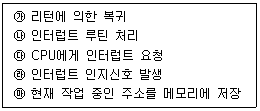 ㉮ 리턴에 의한 복귀
㉯ 인터럽트 루틴 처리
㉰ CPU에게 인터럽트 요청
㉱ 인터럽트 인지신호 발생
㉲ 현재 작업 중인 주소를 메모리에 저장